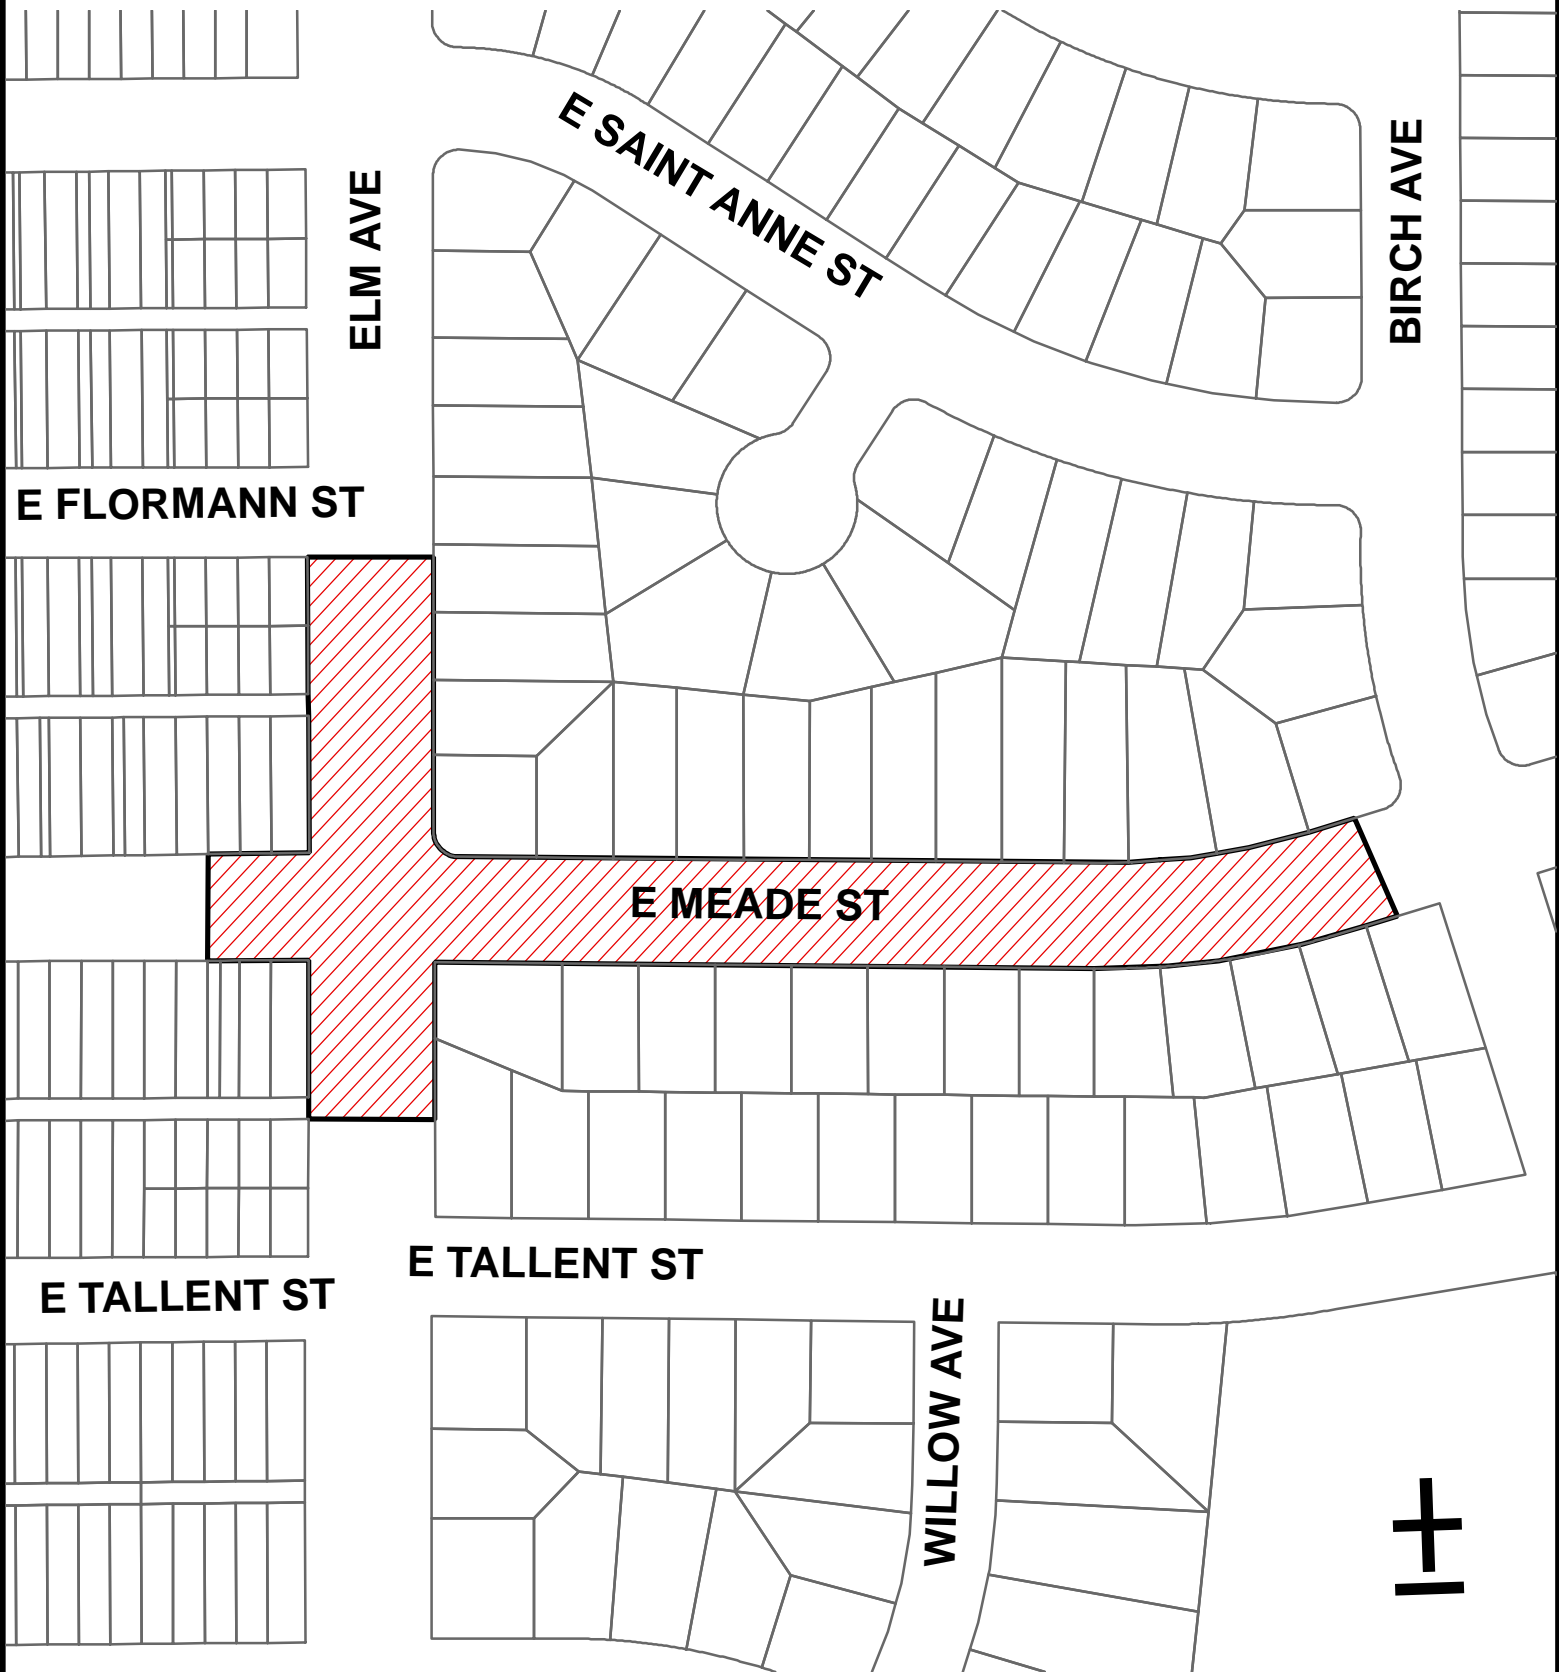 E SAINT ANNE ST
ELM AVE
BIRCH AVE
E FLORMANN ST
E MEADE ST
E TALLENT ST
E TALLENT ST
WILLOW AVE